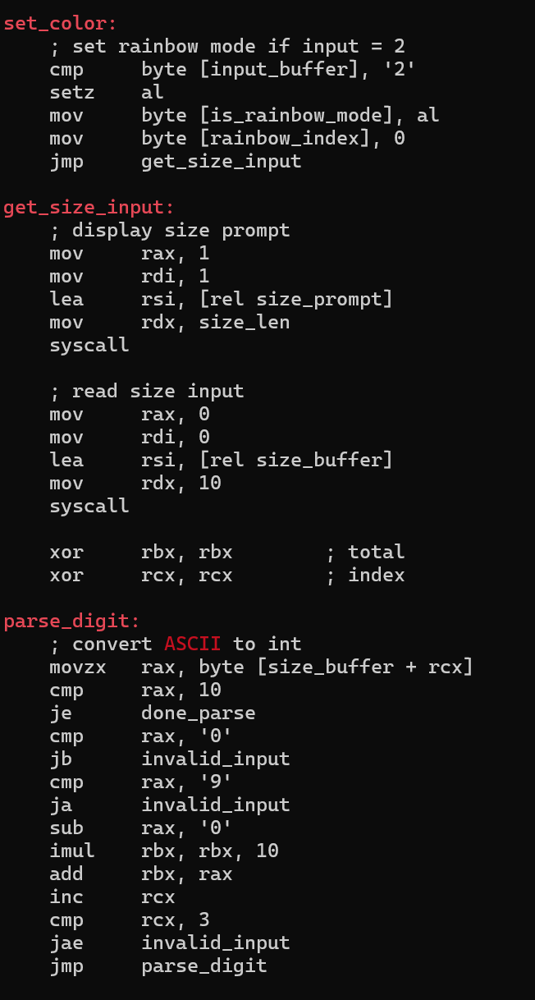 set_color:
    ; set rainbow mode if input = 2
    cmp     byte [input_buffer], '2'
    setz    al
    mov     byte [is_rainbow_mode], al
    mov     byte [rainbow_index], 0
    jmp     get_size_input

get_size_input:
    ; display size prompt
    mov     rax, 1
    mov     rdi, 1
    lea     rsi, [rel size_prompt]
    mov     rdx, size_len
    syscall

    ; read size input
    mov     rax, 0
    mov     rdi, 0
    lea     rsi, [rel size_buffer]
    mov     rdx, 10
    syscall

    xor     rbx, rbx        ; total
    xor     rcx, rcx        ; index

parse_digit:
    ; convert ASCII to int
    movzx   rax, byte [size_buffer + rcx]
    cmp     rax, 10
    je      done_parse
    cmp     rax, '0'
    jb      invalid_input
    cmp     rax, '9'
    ja      invalid_input
    sub     rax, '0'
    imul    rbx, rbx, 10
    add     rbx, rax
    inc     rcx
    cmp     rcx, 3
    jae     invalid_input
    jmp     parse_digit